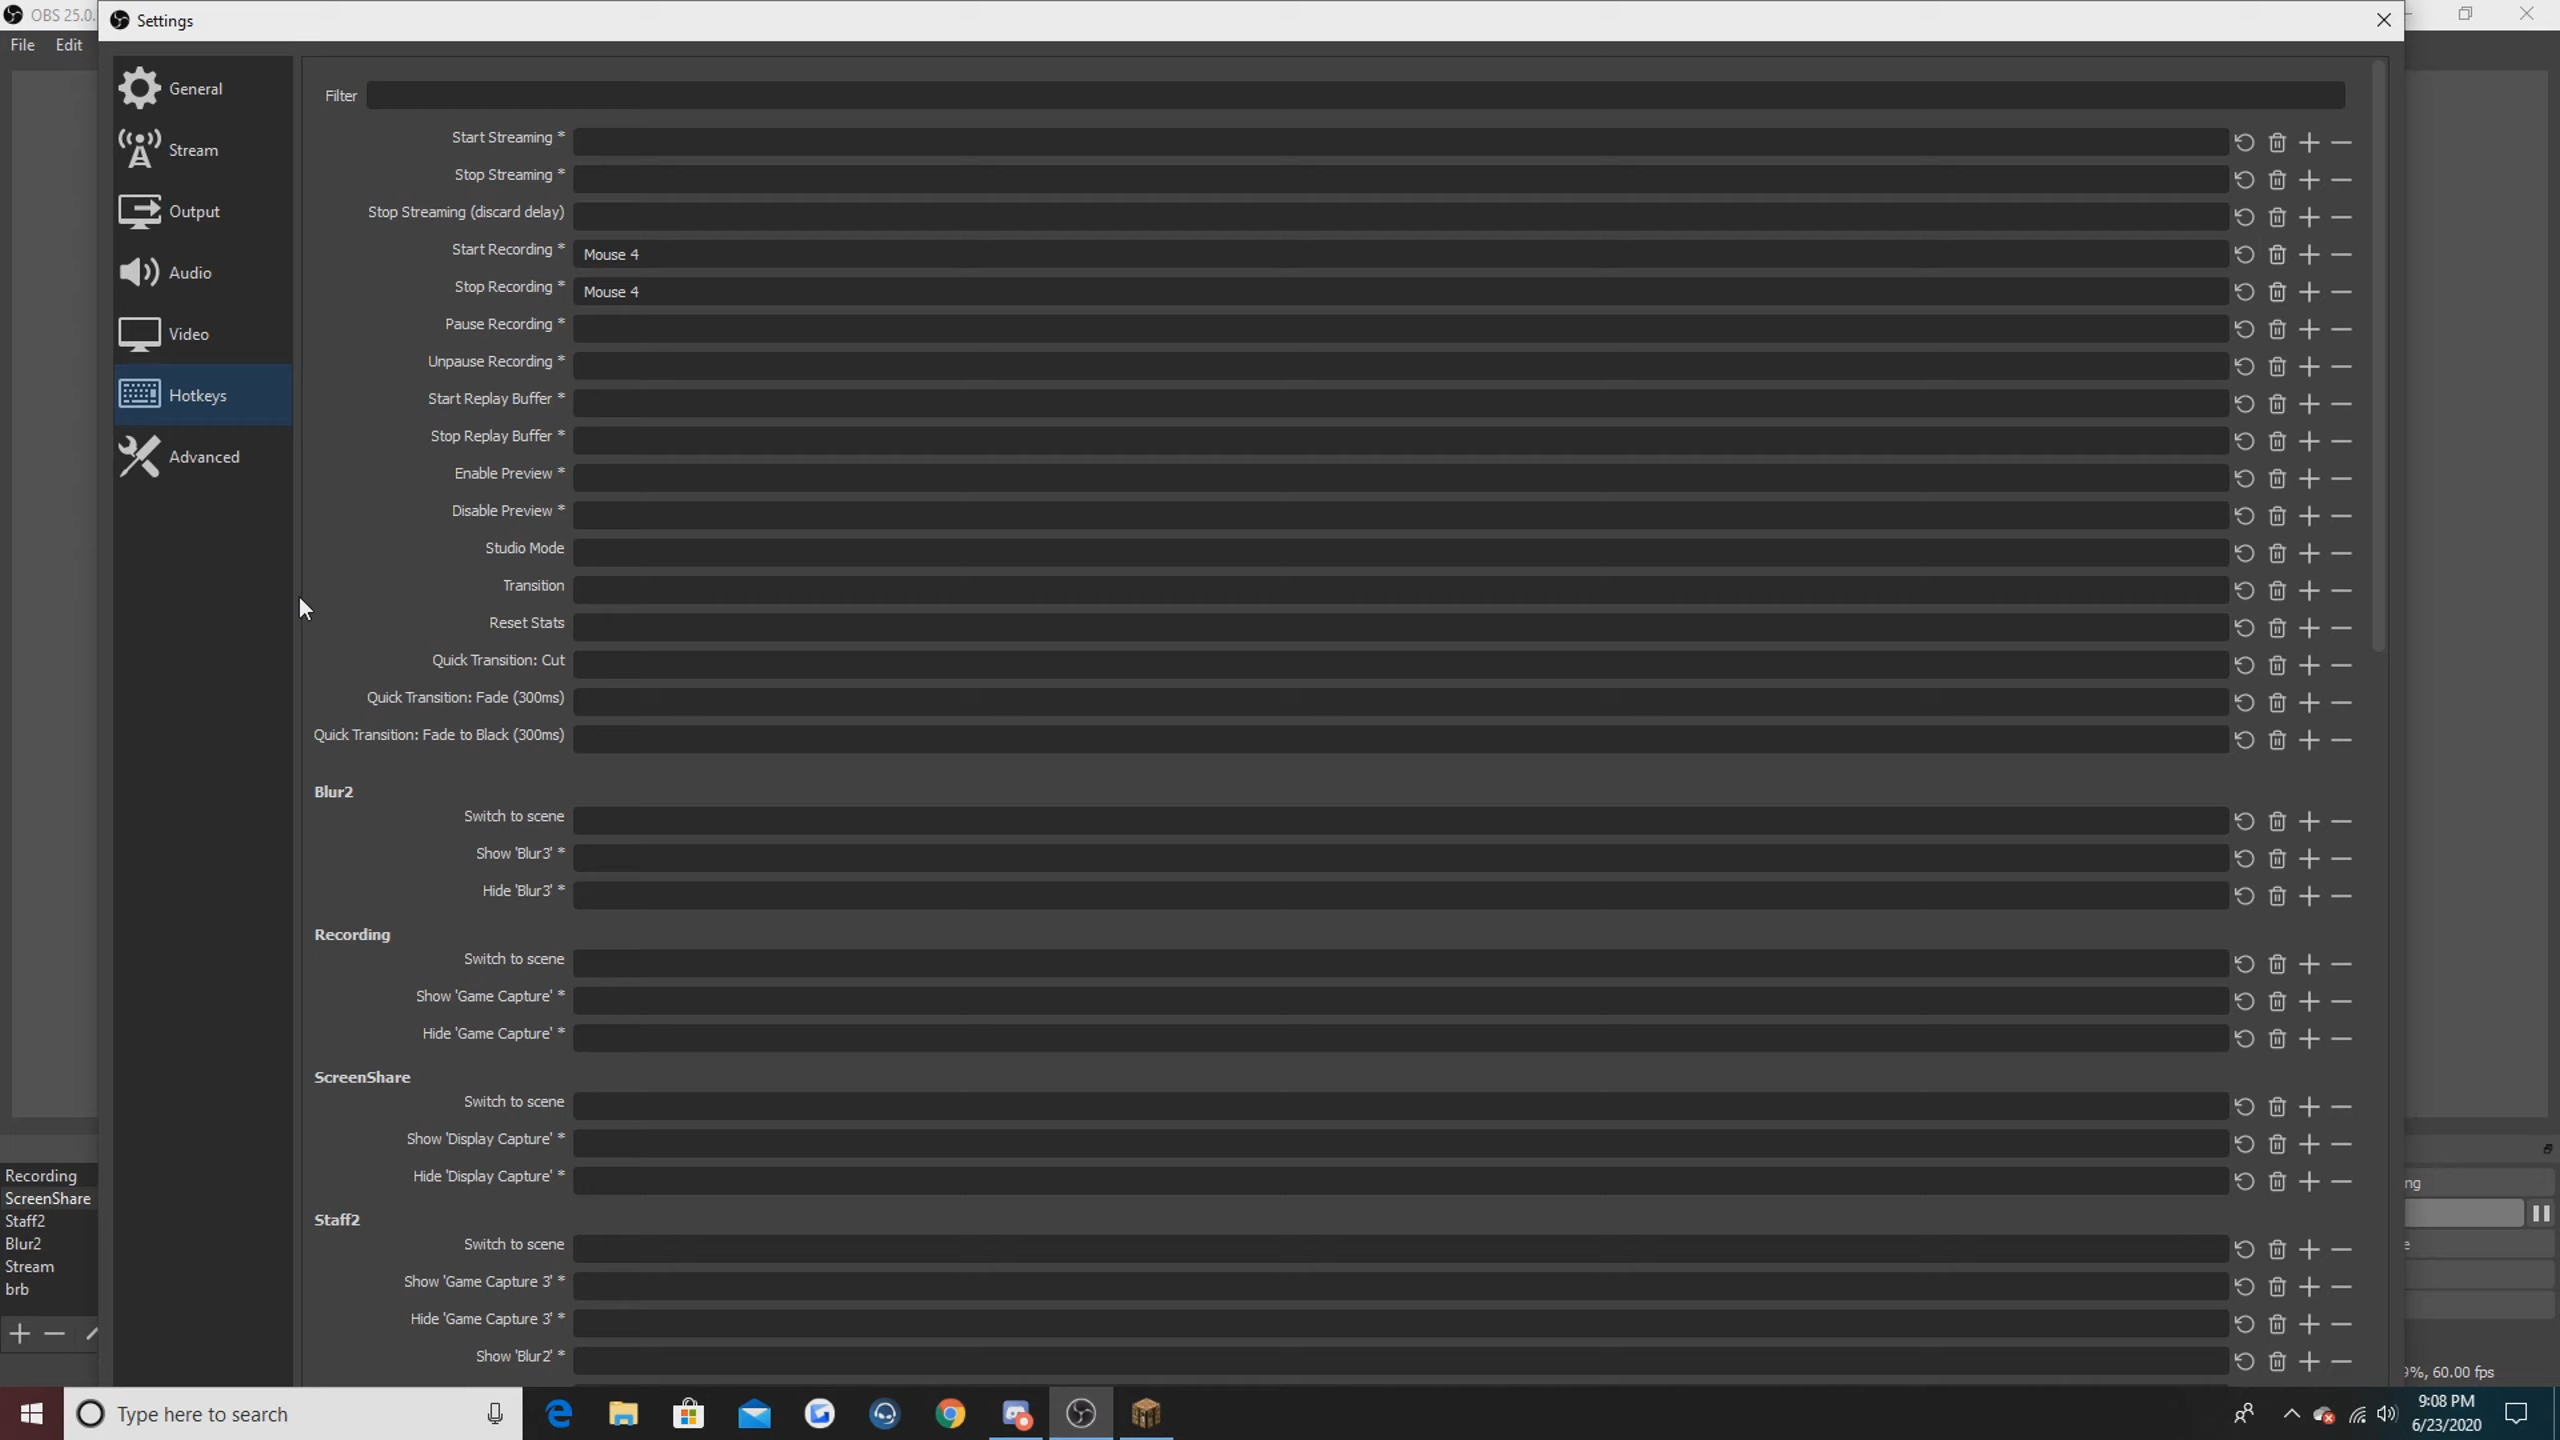 OBS 25.0.
Settings
File Edit
General
Stream
Output
Audio
Video
Hotkeys
Advanced
Filter
Start Streaming *
Stop Streaming *
Stop Streaming (discard delay)
Start Recording * Mouse 4
Stop Recording * Mouse 4
Pause Recording *
Unpause Recording *
Start Replay Buffer *
Stop Replay Buffer *
Enable Preview *
Disable Preview *
Studio Mode
Transition
Reset Stats
Quick Transition: Cut
Quick Transition: Fade (300ms)
Quick Transition: Fade to Black (300ms)
Blur2
Switch to scene
Show 'Blur3' *
Hide 'Blur3' *
Recording
Switch to scene
Show 'Game Capture' *
Hide 'Game Capture' *
ScreenShare
Switch to scene
Show 'Display Capture' *
Hide 'Display Capture' *
Staff2
Switch to scene
Show 'Game Capture 3' *
Hide 'Game Capture 3' *
Show 'Blur2' *
Recording
ScreenShare
Staff2
Blur2
Stream
brb
ng
e
9%, 60.00 fps
Type here to search
9:08 PM
6/23/2020